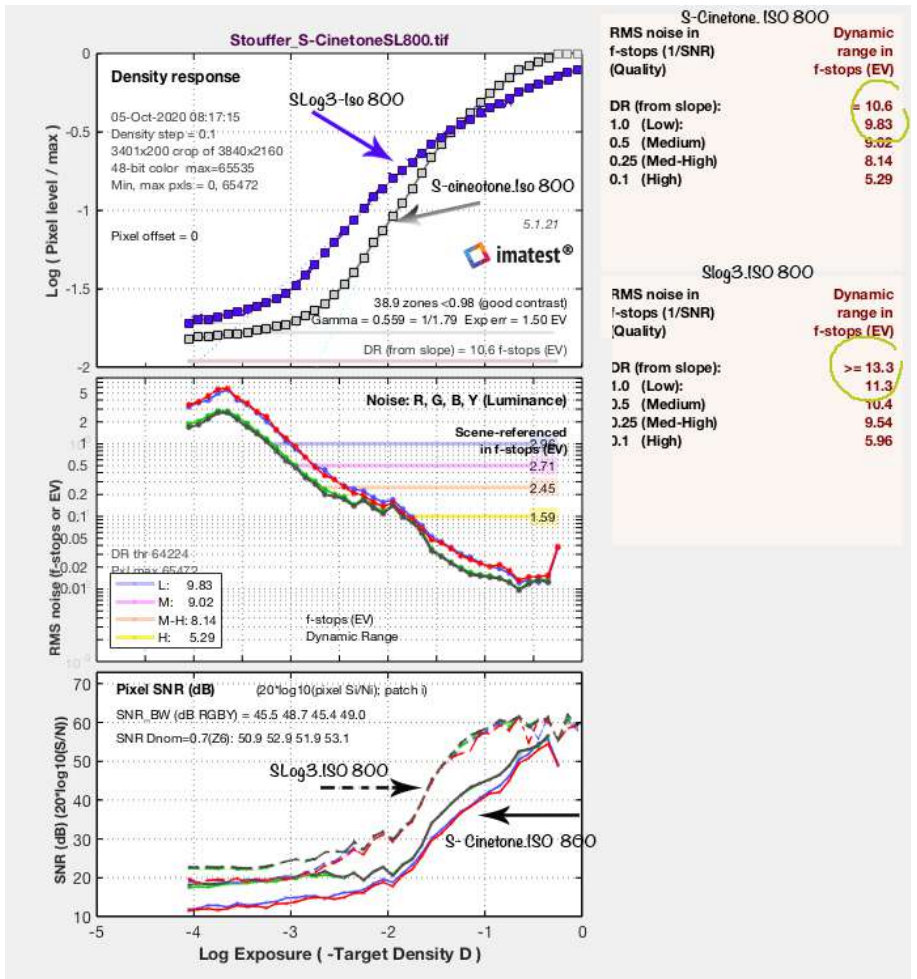 Stouffer_S-CinetoneSL800.tif
0
-0.5
-1
-1.5
-2
Log ( Pixel level / max )
Density response
05-Oct-2020 08:17:15
Density step = 0.1
3401x200 crop of 3840x2160
48-bit color max=65535
Min, max pxls = 0, 65472
Pixel offset = 0
SLog3-Iso 800
S-cineotone.Iso 800
5.1.21
imatest®
38.9 zones <0.98 (good contrast)
Gamma = 0.559 = 1/1.79 Exp err = 1.50 EV
DR (from slope) = 10.6 f-stops (EV)
5
2
1
0.5
0.2
0.1
0.05
0.02
0.01
RMS noise (f-stops or EV)
Noise: R, G, B, Y (Luminance)
Scene-referenced
in f-stops (EV)
2.96
2.71
2.45
1.59
DR thr 64224
Pxl max 65472
L: 9.83
M: 9.02
M-H: 8.14
H: 5.29
f-stops (EV)
Dynamic Range
70
60
50
40
30
20
10
SNR (dB) (20*log10(S/N))
Pixel SNR (dB) (20*log10(pixel Si/Ni); patch i)
SNR_BW (dB RGBY) = 45.5 48.7 45.4 49.0
SNR Dnom=0.7(Z6): 50.9 52.9 51.9 53.1
SLog3.ISO 800
S- Cinetone.ISO 800
-5 -4 -3 -2 -1 0
Log Exposure ( -Target Density D )
S-Cinetone. ISO 800
RMS noise in Dynamic
f-stops (1/SNR) range in
(Quality) f-stops (EV)
DR (from slope): = 10.6
1.0 (Low): 9.83
0.5 (Medium) 9.02
0.25 (Med-High) 8.14
0.1 (High) 5.29
Slog3.ISO 800
RMS noise in Dynamic
f-stops (1/SNR) range in
(Quality) f-stops (EV)
DR (from slope): >= 13.3
1.0 (Low): 11.3
0.5 (Medium) 10.4
0.25 (Med-High) 9.54
0.1 (High) 5.96